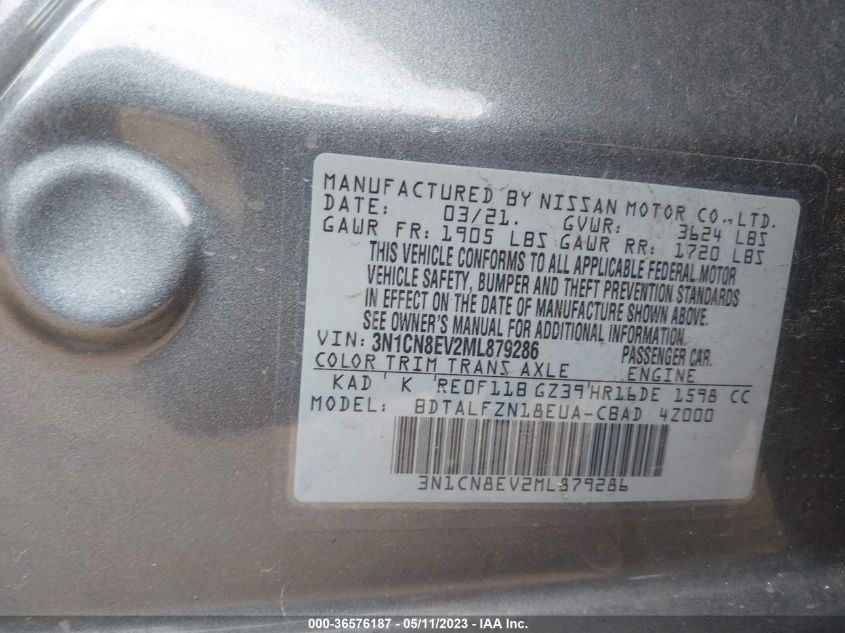 MANUFACTURED BY NISSAN MOTOR CO.,LTD.
DATE: 03/21. GVWR: 3624 LBS
GAWR FR: 1905 LBS GAWR RR: 1720 LBS
THIS VEHICLE CONFORMS TO ALL APPLICABLE FEDERAL MOTOR
VEHICLE SAFETY, BUMPER AND THEFT PREVENTION STANDARDS
IN EFFECT ON THE DATE OF MANUFACTURE SHOWN ABOVE.
SEE OWNER'S MANUAL FOR ADDITIONAL INFORMATION.
VIN: 3N1CN8EV2ML879286 PASSENGER CAR.
COLOR TRIM TRANS AXLE ENGINE
KAD K RE0F11B GZ39 HR16DE 1598 CC
MODEL: BDTALFZN18EUA-CBAD 4Z000
3N1CN8EV2ML879286
000-36576187 - 05/11/2023 - IAA Inc.